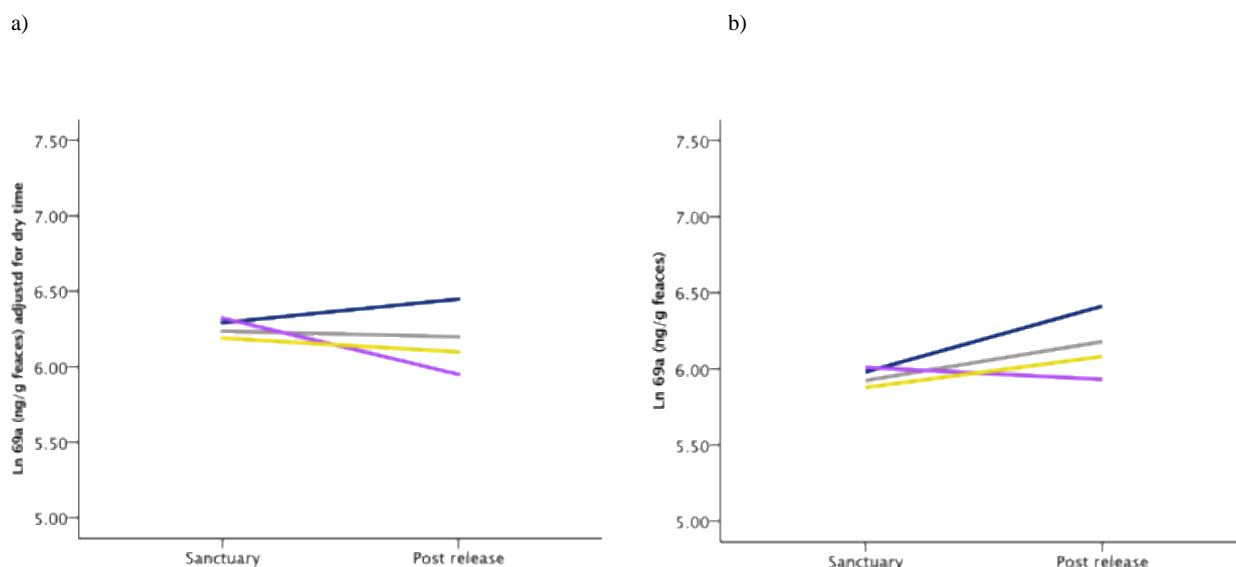 a)
b)
Ln 69a (ng/g feaces) adjustd for dry time
7.50
7.00
6.50
6.00
5.50
5.00
Sanctuary
Post release
Ln 69a (ng/g feaces)
7.50
7.00
6.50
6.00
5.50
5.00
Sanctuary
Post release